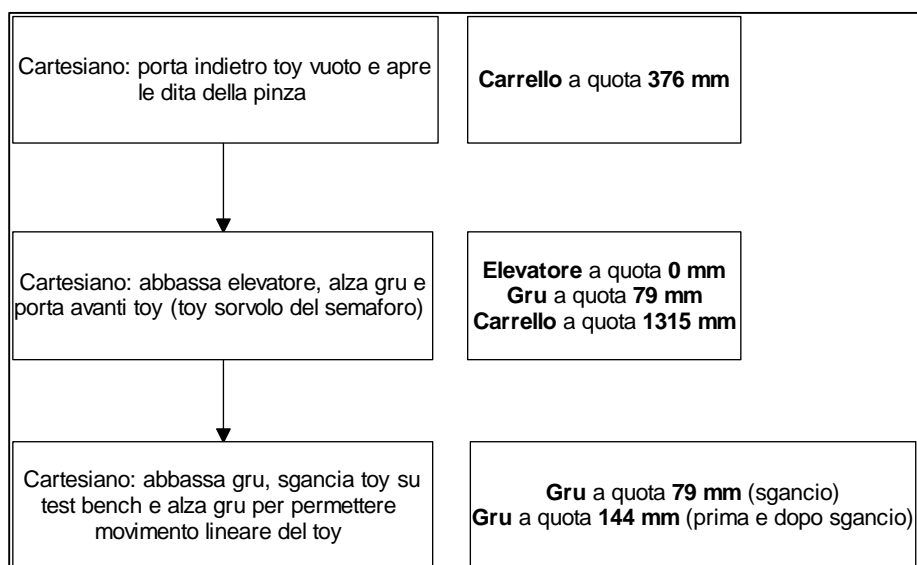 Cartesiano: porta indietro toy vuoto e apre
le dita della pinza
Carrello a quota 376 mm
Cartesiano: abbassa elevatore, alza gru e
porta avanti toy (toy sorvolo del semaforo)
Elevatore a quota 0 mm
Gru a quota 79 mm
Carrello a quota 1315 mm
Cartesiano: abbassa gru, sgancia toy su
test bench e alza gru per permettere
movimento lineare del toy
Gru a quota 79 mm (sgancio)
Gru a quota 144 mm (prima e dopo sgancio)